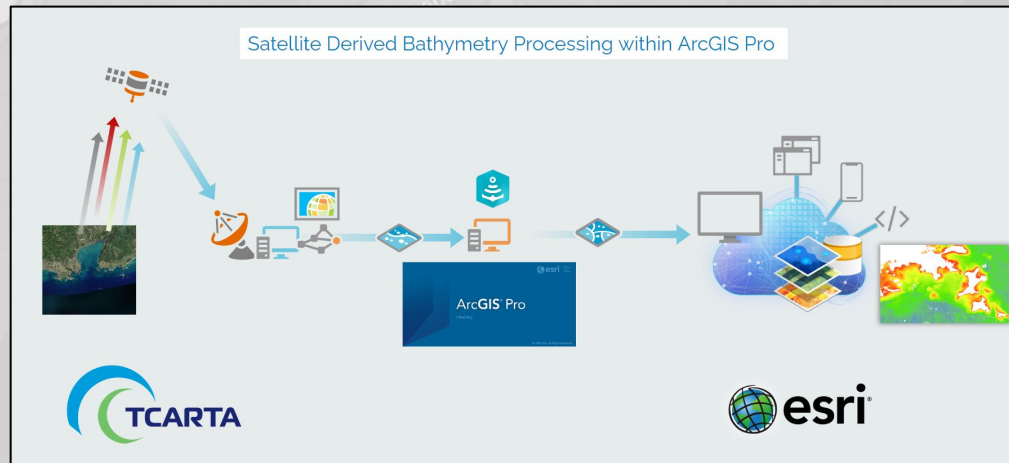 Satellite Derived Bathymetry Processing within ArcGIS Pro
</>
esri
ArcGIS® Pro
TCARTA
esri®